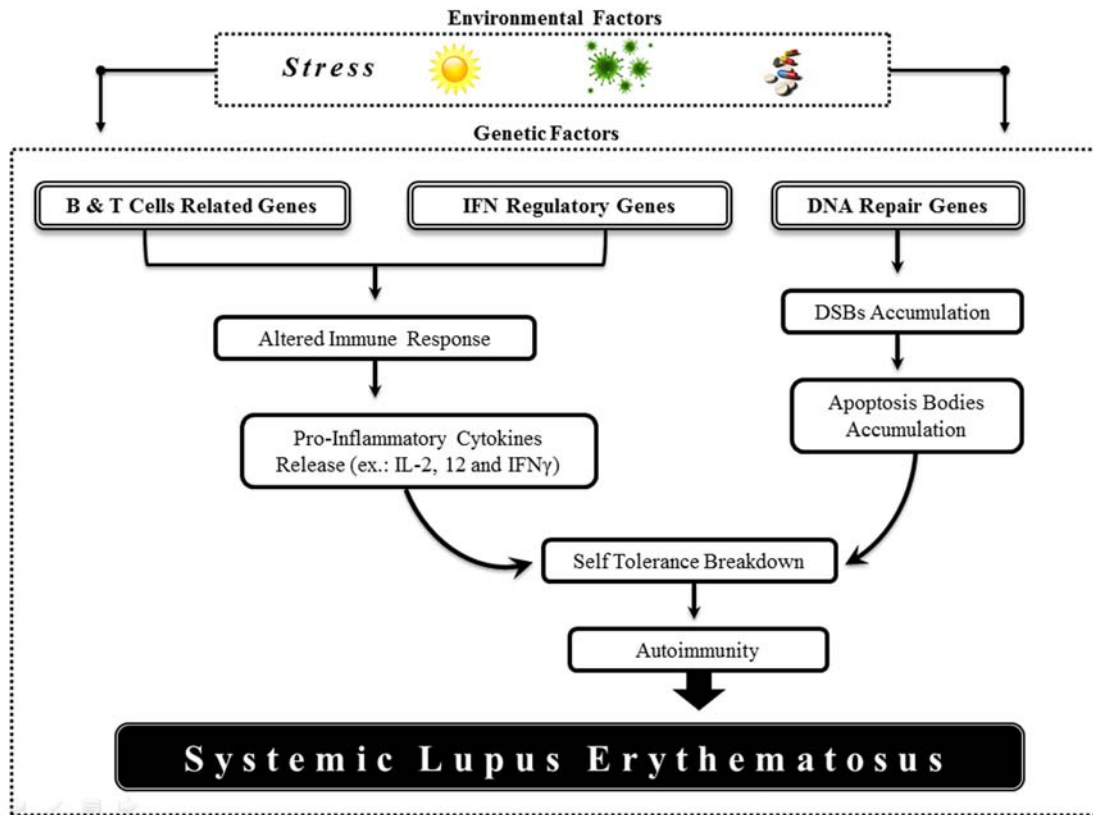 Environmental Factors
Stress
Genetic Factors
B & T Cells Related Genes
IFN Regulatory Genes
DNA Repair Genes
Altered Immune Response
DSBs Accumulation
Pro-Inflammatory Cytokines
Release (ex.: IL-2, 12 and IFNγ)
Apoptosis Bodies
Accumulation
Self Tolerance Breakdown
Autoimmunity
Systemic Lupus Erythematosus